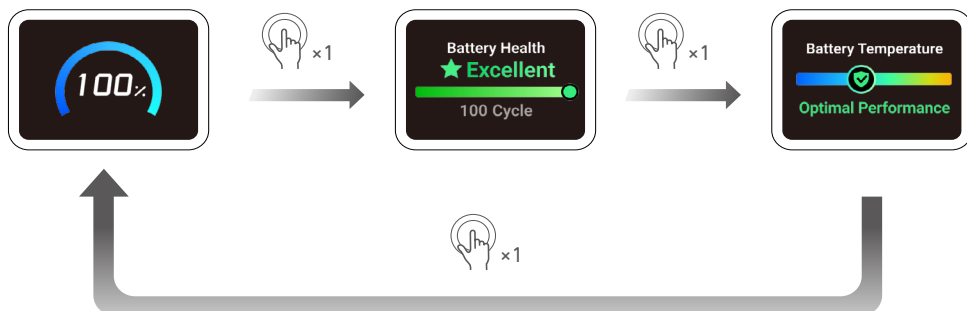 100%
×1
Battery Health
Excellent
100 Cycle
×1
Battery Temperature
Optimal Performance
×1